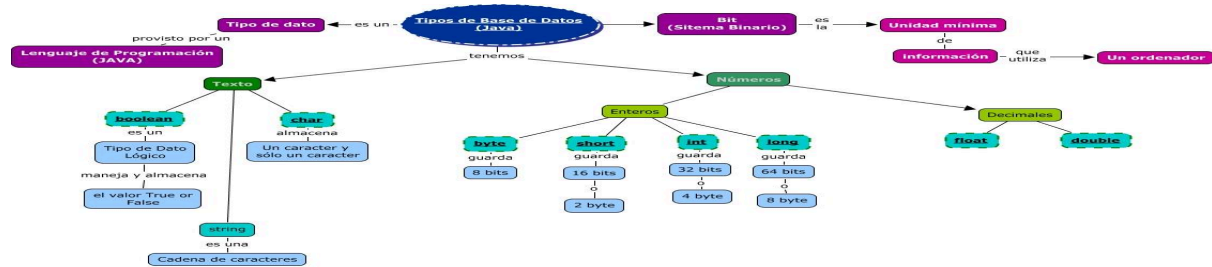 Tipos de Base de Datos
(Java)
es un
Tipo de dato
provisto por un
Lenguaje de Programación
(JAVA)
Bit
(Sitema Binario)
es
la
Unidad mínima
de
información
que
utiliza
Un ordenador
tenemos
Texto
boolean
es un
Tipo de Dato
Lógico
maneja y almacena
el valor True or
False
string
es una
Cadena de caracteres
char
almacena
Un caracter y
sólo un caracter
Números
Enteros
byte
guarda
8 bits
short
guarda
16 bits
o
2 byte
int
guarda
32 bits
o
4 byte
long
guarda
64 bits
o
8 byte
Decimales
float
double